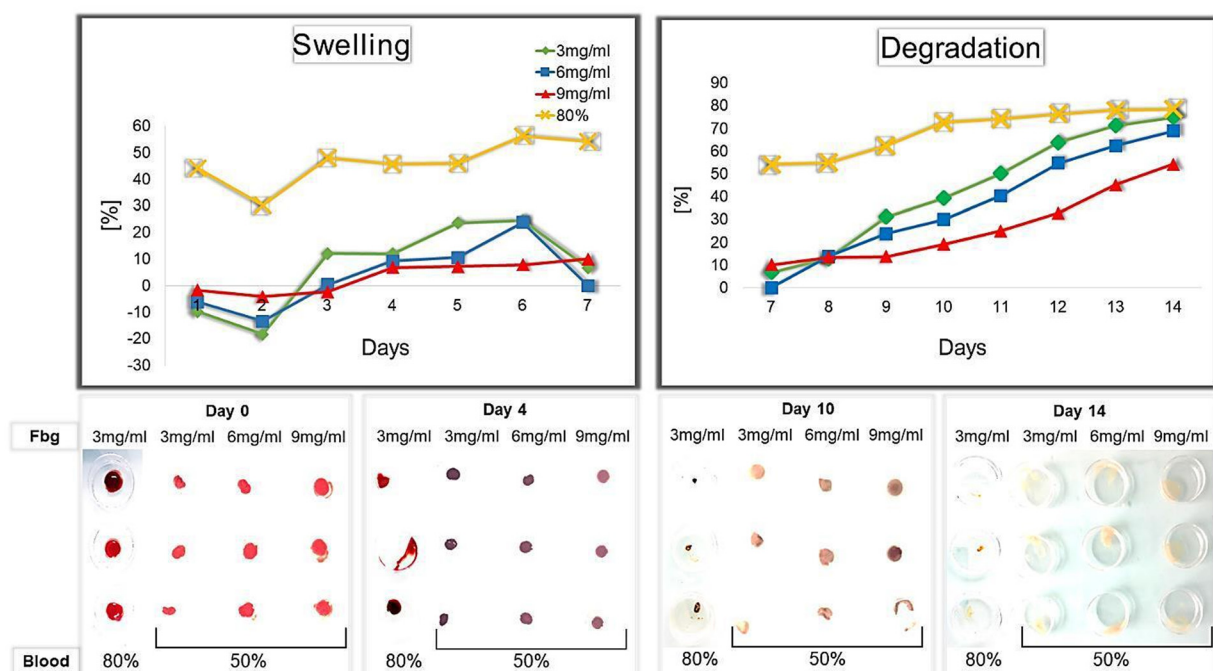 Swelling
3mg/ml
6mg/ml
9mg/ml
80%
60
50
40
30
20
10
0
-10
-20
-30
[%]
1 2 3 4 5 6 7
Days
Degradation
90
80
70
60
50
40
30
20
10
0
[%]
7 8 9 10 11 12 13 14
Days
Day 0
Day 4
Day 10
Day 14
Fbg
3mg/ml 3mg/ml 6mg/ml 9mg/ml
3mg/ml 3mg/ml 6mg/ml 9mg/ml
3mg/ml 3mg/ml 6mg/ml 9mg/ml
3mg/ml 3mg/ml 6mg/ml 9mg/ml
Blood
80% 50%
80% 50%
80% 50%
80% 50%